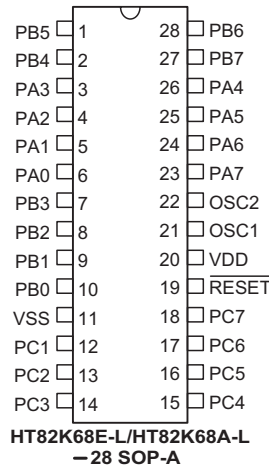 PB5 1 28 PB6
PB4 2 27 PB7
PA3 3 26 PA4
PA2 4 25 PA5
PA1 5 24 PA6
PA0 6 23 PA7
PB3 7 22 OSC2
PB2 8 21 OSC1
PB1 9 20 VDD
PB0 10 19 RESET
VSS 11 18 PC7
PC1 12 17 PC6
PC2 13 16 PC5
PC3 14 15 PC4
HT82K68E-L/HT82K68A-L
–28 SOP-A